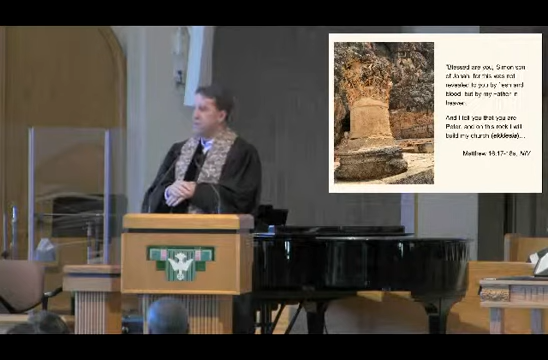 "Blessed are you, Simon son
of Jonah, for this was not
revealed to you by flesh and
blood, but by my Father in
heaven.
And I tell you that you are
Peter, and on this rock I will
build my church (ekklesia)...
Matthew 16:17-18a, NIV